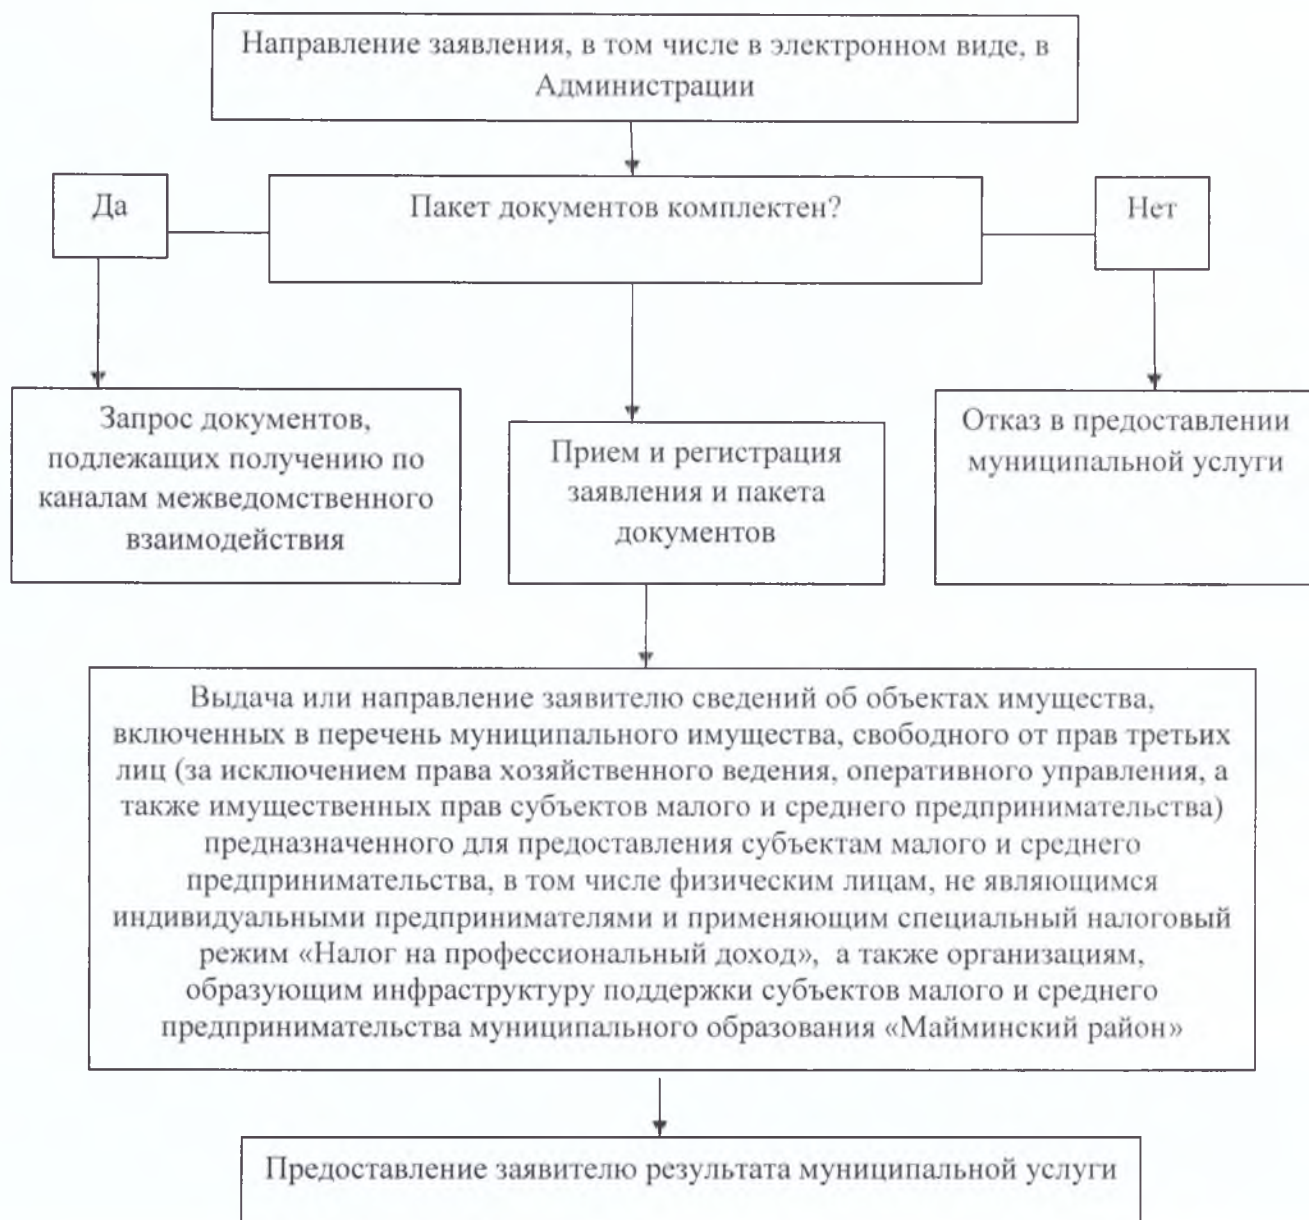 Направление заявления, в том числе в электронном виде, в
Администрации
Да
Пакет документов комплектен?
Нет
Запрос документов,
подлежащих получению по
каналам межведомственного
взаимодействия
Прием и регистрация
заявления и пакета
документов
Отказ в предоставлении
муниципальной услуги
Выдача или направление заявителю сведений об объектах имущества,
включенных в перечень муниципального имущества, свободного от прав третьих
лиц (за исключением права хозяйственного ведения, оперативного управления, а
также имущественных прав субъектов малого и среднего предпринимательства)
предназначенного для предоставления субъектам малого и среднего
предпринимательства, в том числе физическим лицам, не являющимся
индивидуальными предпринимателями и применяющим специальный налоговый
режим «Налог на профессиональный доход», а также организациям,
образующим инфраструктуру поддержки субъектов малого и среднего
предпринимательства муниципального образования «Майминский район»
Предоставление заявителю результата муниципальной услуги